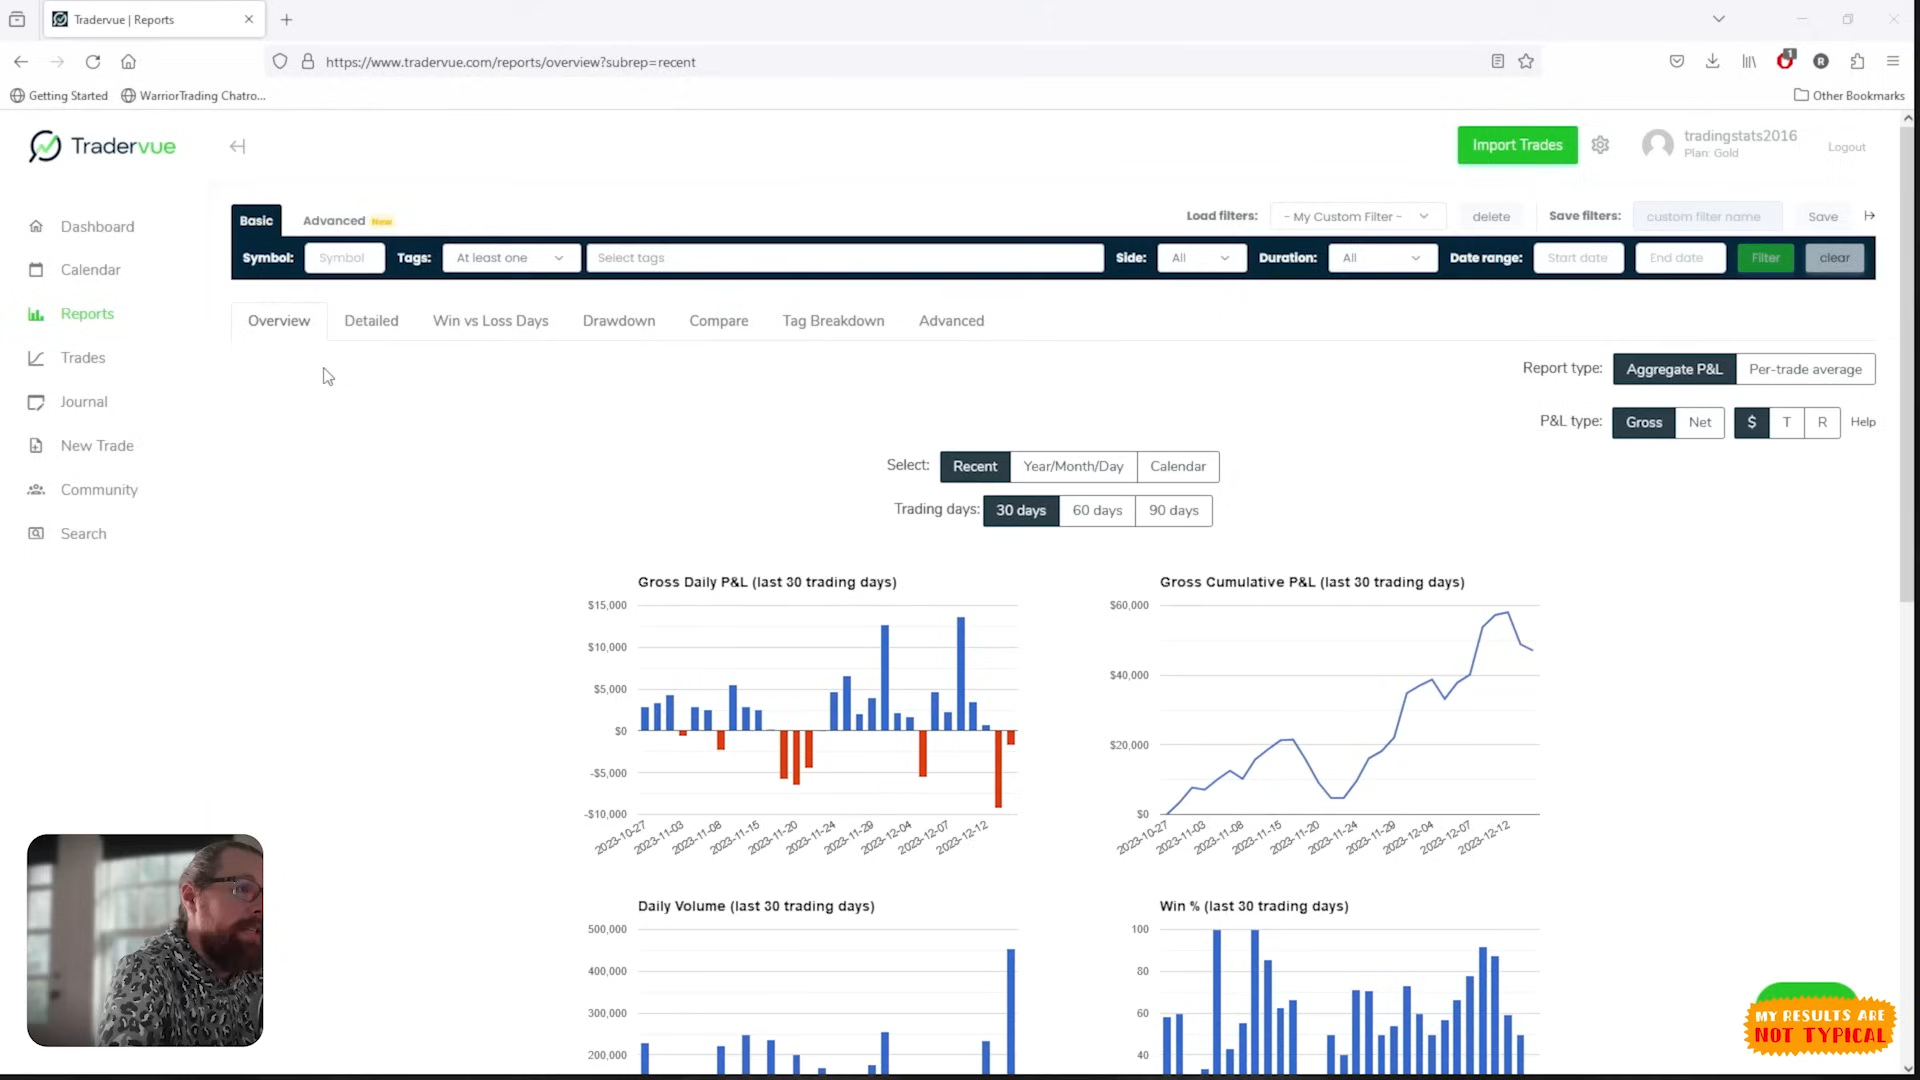 Tradervue | Reports
https://www.tradervue.com/reports/overview?subrep=recent
1
R
Getting Started
WarriorTrading Chatro...
Other Bookmarks
Tradervue
Import Trades
tradingstats2016
Plan: Gold
Logout
Dashboard
Calendar
Reports
Trades
Journal
New Trade
Community
Search
Basic
Advanced New
Load filters: - My Custom Filter - delete Save filters: custom filter name Save
Symbol: Symbol Tags: At least one Select tags Side: All Duration: All Date range: Start date End date Filter clear
Overview Detailed Win vs Loss Days Drawdown Compare Tag Breakdown Advanced
Report type: Aggregate P&L Per-trade average
P&L type: Gross Net $ T R Help
Select: Recent Year/Month/Day Calendar
Trading days: 30 days 60 days 90 days
Gross Daily P&L (last 30 trading days)
$15,000
$10,000
$5,000
$0
-$5,000
-$10,000
2023-10-27 2023-11-03 2023-11-08 2023-11-15 2023-11-20 2023-11-24 2023-11-29 2023-12-04 2023-12-07 2023-12-12
Gross Cumulative P&L (last 30 trading days)
$60,000
$40,000
$20,000
$0
2023-10-27 2023-11-03 2023-11-08 2023-11-15 2023-11-20 2023-11-24 2023-11-29 2023-12-04 2023-12-07 2023-12-12
Daily Volume (last 30 trading days)
500,000
400,000
300,000
200,000
Win % (last 30 trading days)
100
80
60
40
MY RESULTS ARE
NOT TYPICAL